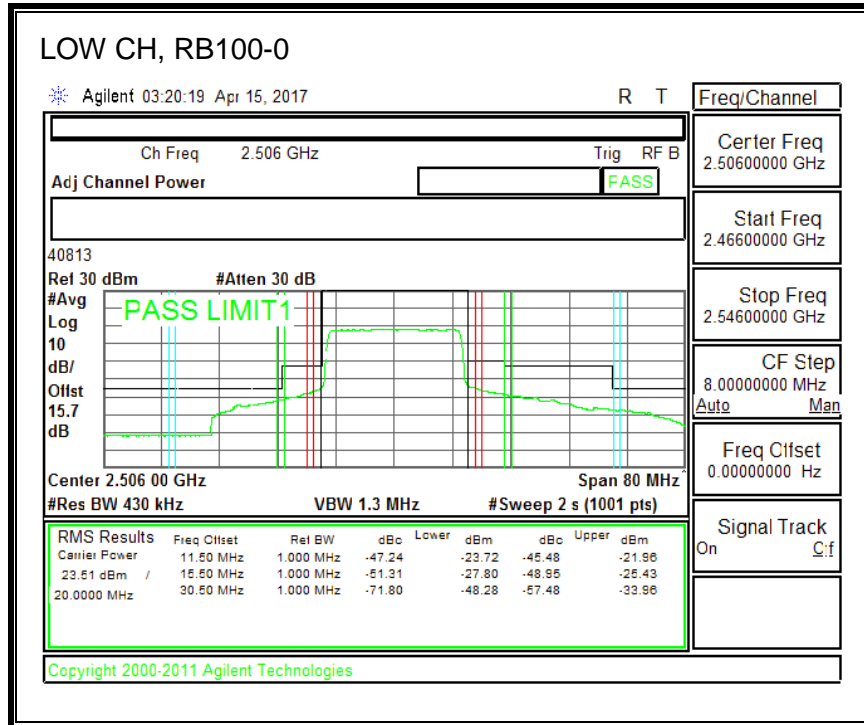 LOW CH, RB100-0
Agilent 03:20:19 Apr 15, 2017 R T
Freq/Channel
Ch Freq 2.506 GHz Trig RF B
Adj Channel Power PASS
Center Freq
2.50600000 GHz
Start Freq
2.46600000 GHz
Stop Freq
2.54600000 GHz
CF Step
8.00000000 MHz
Auto Man
Freq Offset
0.00000000 Hz
Signal Track
On Off
40813
Ref 30 dBm #Atten 30 dB
#Avg
Log
10
dB/
Offst
15.7
dB
PASS LIMIT1
Center 2.506 00 GHz Span 80 MHz
#Res BW 430 kHz VBW 1.3 MHz #Sweep 2 s (1001 pts)
RMS Results Freq Offset Ref BW dBc Lower dBm dBc Upper dBm
Carrier Power 11.50 MHz 1.000 MHz -47.24 -23.72 -45.48 -21.96
23.51 dBm / 15.50 MHz 1.000 MHz -51.31 -27.80 -48.95 -25.43
20.0000 MHz 30.50 MHz 1.000 MHz -71.80 -48.28 -57.48 -33.96
Copyright 2000-2011 Agilent Technologies